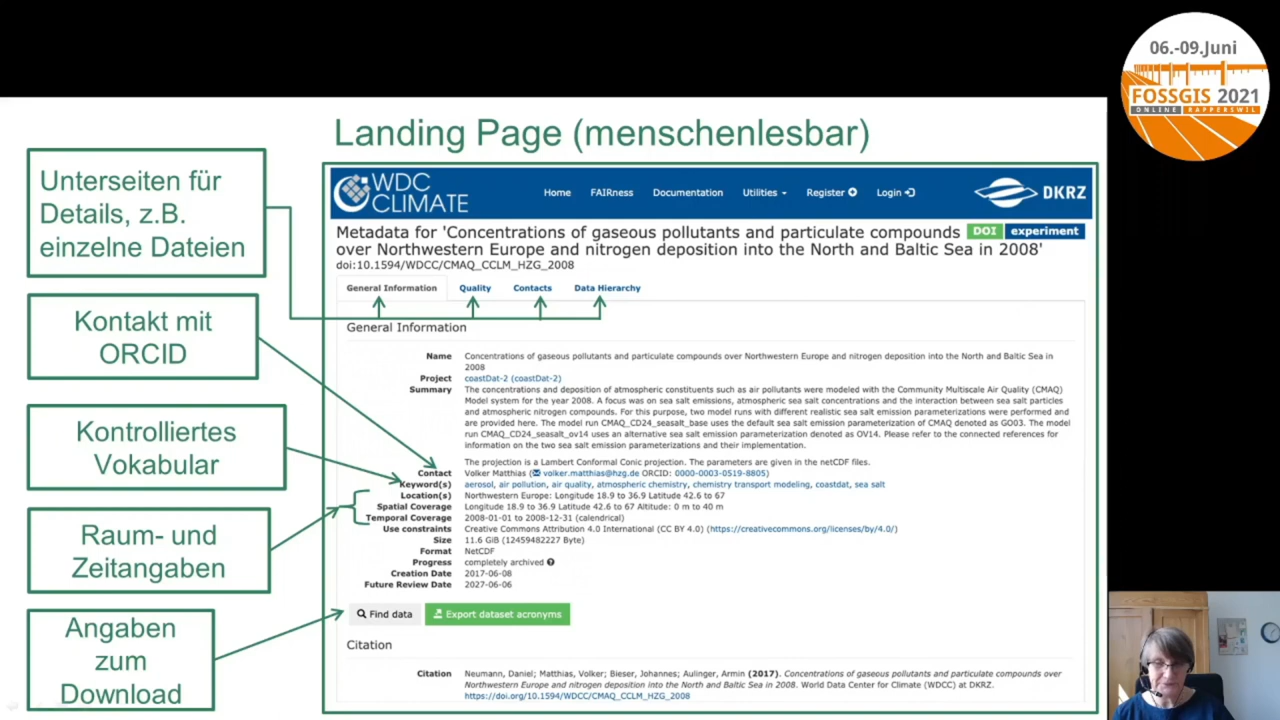 06.-09.Juni
FOSSGIS 2021
ONLINE RAPPERSWIL
Landing Page (menschenlesbar)
Unterseiten für
Details, z.B.
einzelne Dateien
Kontakt mit
ORCID
Kontrolliertes
Vokabular
Raum- und
Zeitangaben
Angaben
zum
Download
WDC
CLIMATE
Home FAIRness Documentation Utilities Register Login
DKRZ
Metadata for 'Concentrations of gaseous pollutants and particulate compounds DOI experiment
over Northwestern Europe and nitrogen deposition into the North and Baltic Sea in 2008'
doi:10.1594/WDCC/CMAQ_CCLM_HZG_2008
General Information Quality Contacts Data Hierarchy
General Information
Name Concentrations of gaseous pollutants and particulate compounds over Northwestern Europe and nitrogen deposition into the North and Baltic Sea in
2008
Project coastDat-2 (coastDat-2)
Summary The concentrations and deposition of atmospheric constituents such as air pollutants were modeled with the Community Multiscale Air Quality (CMAQ)
Model system for the year 2008. A focus was on sea salt emissions, atmospheric sea salt concentrations and the interaction between sea salt particles
and atmospheric nitrogen compounds. For this purpose, two model runs with different realistic sea salt emission parameterizations were performed and
are provided here. The model run CMAQ_CD24_seasalt_base uses the default sea salt emission parameterization of CMAQ denoted as GO03. The model
run CMAQ_CD24_seasalt_ov14 uses an alternative sea salt emission parameterization denoted as OV14. Please refer to the connected references for
information on the two sea salt emission parameterizations and their implementation.
The projection is a Lambert Conformal Conic projection. The parameters are given in the netCDF files.
Contact Volker Matthias ( volker.matthias@hzg.de ORCID: 0000-0003-0519-8805)
Keyword(s) aerosol, air pollution, air quality, atmospheric chemistry, chemistry transport modeling, coastdat, sea salt
Location(s) Northwestern Europe: Longitude 18.9 to 36.9 Latitude 42.6 to 67
Spatial Coverage Longitude 18.9 to 36.9 Latitude 42.6 to 67 Altitude: 0 m to 40 m
Temporal Coverage 2008-01-01 to 2008-12-31 (calendrical)
Use constraints Creative Commons Attribution 4.0 International (CC BY 4.0) (https://creativecommons.org/licenses/by/4.0/)
Size 11.6 GiB (12459482227 Byte)
Format NetCDF
Progress completely archived
Creation Date 2017-06-08
Future Review Date 2027-06-06
Find data Export dataset acronyms
Citation
Citation Neumann, Daniel; Matthias, Volker; Bieser, Johannes; Aulinger, Armin (2017). Concentrations of gaseous pollutants and particulate compounds over
Northwestern Europe and nitrogen deposition into the North and Baltic Sea in 2008. World Data Center for Climate (WDCC) at DKRZ.
https://doi.org/10.1594/WDCC/CMAQ_CCLM_HZG_2008